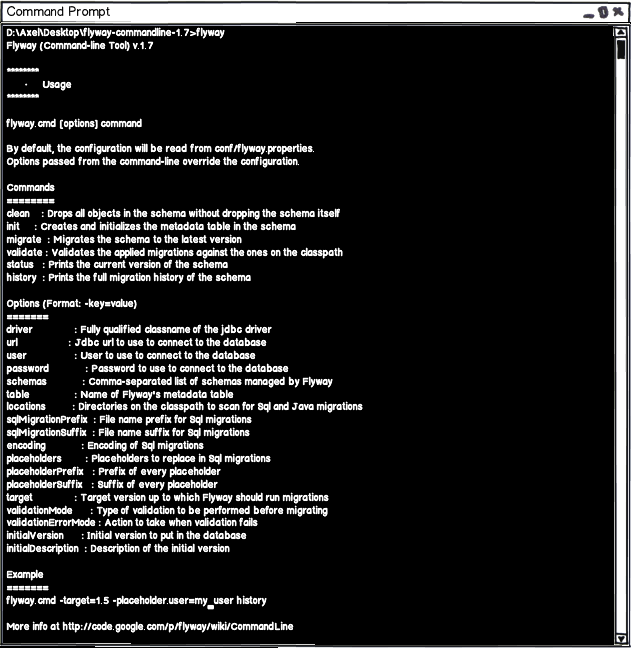 Command Prompt
D:\Axel\Desktop\flyway-commandline-1.7>flyway
Flyway (Command-line Tool) v.1.7
********
* Usage
********
flyway.cmd [options] command
By default, the configuration will be read from conf/flyway.properties.
Options passed from the command-line override the configuration.
Commands
========
clean : Drops all objects in the schema without dropping the schema itself
init : Creates and initializes the metadata table in the schema
migrate : Migrates the schema to the latest version
validate : Validates the applied migrations against the ones on the classpath
status : Prints the current version of the schema
history : Prints the full migration history of the schema
Options (Format: -key=value)
=======
driver : Fully qualified classname of the jdbc driver
url : Jdbc url to use to connect to the database
user : User to use to connect to the database
password : Password to use to connect to the database
schemas : Comma-separated list of schemas managed by Flyway
table : Name of Flyway's metadata table
locations : Directories on the classpath to scan for Sql and Java migrations
sqlMigrationPrefix : File name prefix for Sql migrations
sqlMigrationSuffix : File name suffix for Sql migrations
encoding : Encoding of Sql migrations
placeholders : Placeholders to replace in Sql migrations
placeholderPrefix : Prefix of every placeholder
placeholderSuffix : Suffix of every placeholder
target : Target version up to which Flyway should run migrations
validationMode : Type of validation to be performed before migrating
validationErrorMode : Action to take when validation fails
initialVersion : Initial version to put in the database
initialDescription : Description of the initial version
Example
=======
flyway.cmd -target=1.5 -placeholder.user=my_user history
More info at http://code.google.com/p/flyway/wiki/CommandLine